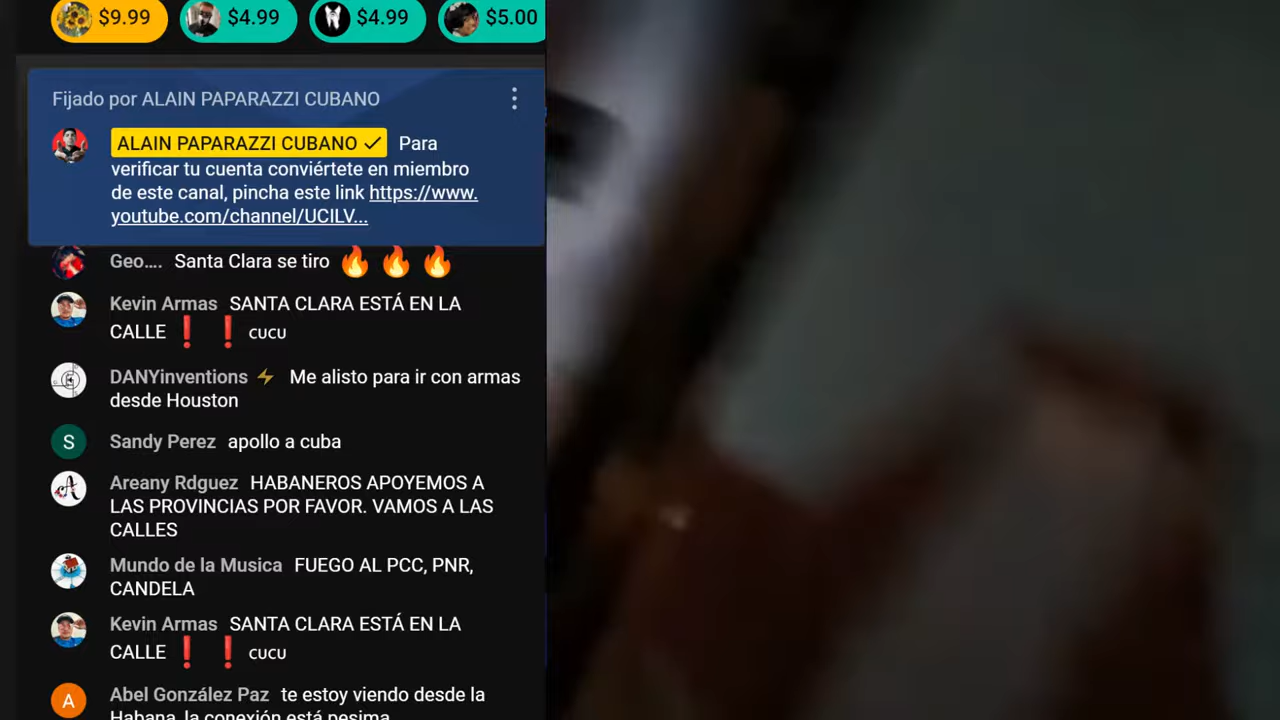 $9.99 $4.99 $4.99 $5.00
Fijado por ALAIN PAPARAZZI CUBANO
ALAIN PAPARAZZI CUBANO Para
verificar tu cuenta conviértete en miembro
de este canal, pincha este link https://www.
youtube.com/channel/UCILV...
Geo.... Santa Clara se tiro 🔥 🔥 🔥
Kevin Armas SANTA CLARA ESTÁ EN LA
CALLE ❗ ❗ cucu
DANYinventions ⚡ Me alisto para ir con armas
desde Houston
S Sandy Perez apollo a cuba
Areany Rdguez HABANEROS APOYEMOS A
LAS PROVINCIAS POR FAVOR. VAMOS A LAS
CALLES
Mundo de la Musica FUEGO AL PCC, PNR,
CANDELA
Kevin Armas SANTA CLARA ESTÁ EN LA
CALLE ❗ ❗ cucu
A Abel González Paz te estoy viendo desde la
Habana, la conexión está pesima